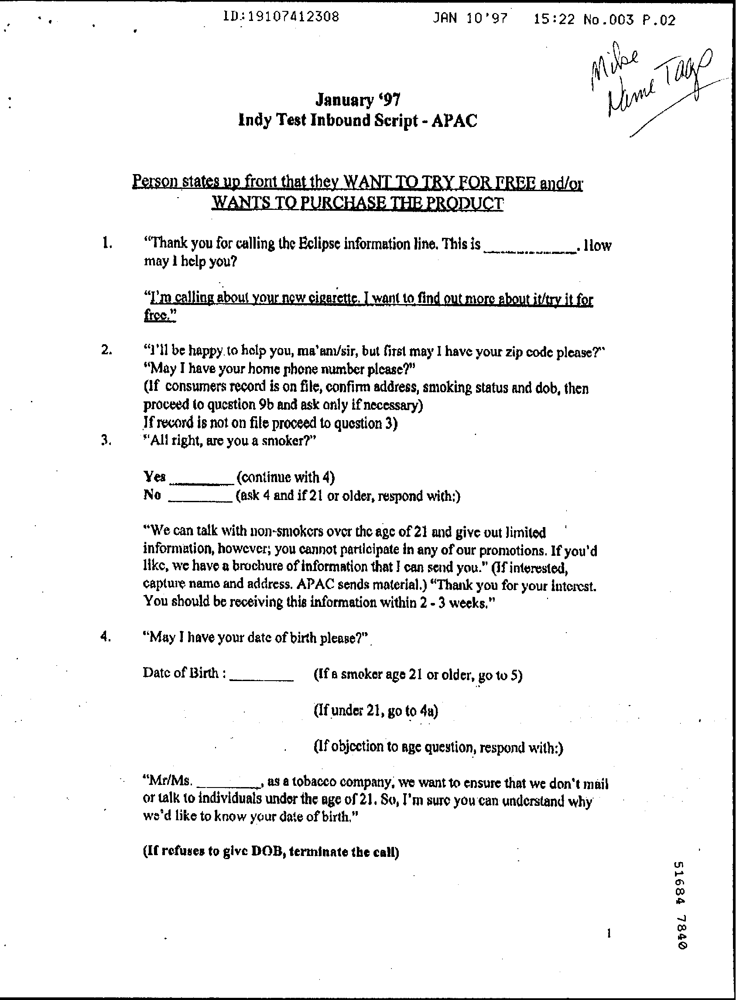 ID:19107412308 JAN 10'97 15:22 No.003 P.02
Mike
Name Tags
January ‘97
Indy Test Inbound Script - APAC
Person states up front that they WANT TO TRY FOR FREE and/or
WANTS TO PURCHASE THE PRODUCT
1. “Thank you for calling the Eclipse information line. This is ____________. How
may I help you?
“I'm calling about your new cigarette. I want to find out more about it/try it for
free.”
2. “I'll be happy to help you, ma'am/sir, but first may I have your zip code please?”
“May I have your home phone number please?”
(If consumers record is on file, confirm address, smoking status and dob, then
proceed to question 9b and ask only if necessary)
If record is not on file proceed to question 3)
3. “All right, are you a smoker?”
Yes _________ (continue with 4)
No _________ (ask 4 and if 21 or older, respond with:)
“We can talk with non-smokers over the age of 21 and give out limited
information, however; you cannot participate in any of our promotions. If you'd
like, we have a brochure of information that I can send you.” (If interested,
capture name and address. APAC sends material.) “Thank you for your interest.
You should be receiving this information within 2 - 3 weeks.”
4. “May I have your date of birth please?”
Date of Birth : _________ (If a smoker age 21 or older, go to 5)
(If under 21, go to 4a)
(If objection to age question, respond with:)
“Mr/Ms. _________, as a tobacco company, we want to ensure that we don't mail
or talk to individuals under the age of 21. So, I'm sure you can understand why
we'd like to know your date of birth.”
(If refuses to give DOB, terminate the call)
51684 7840
1